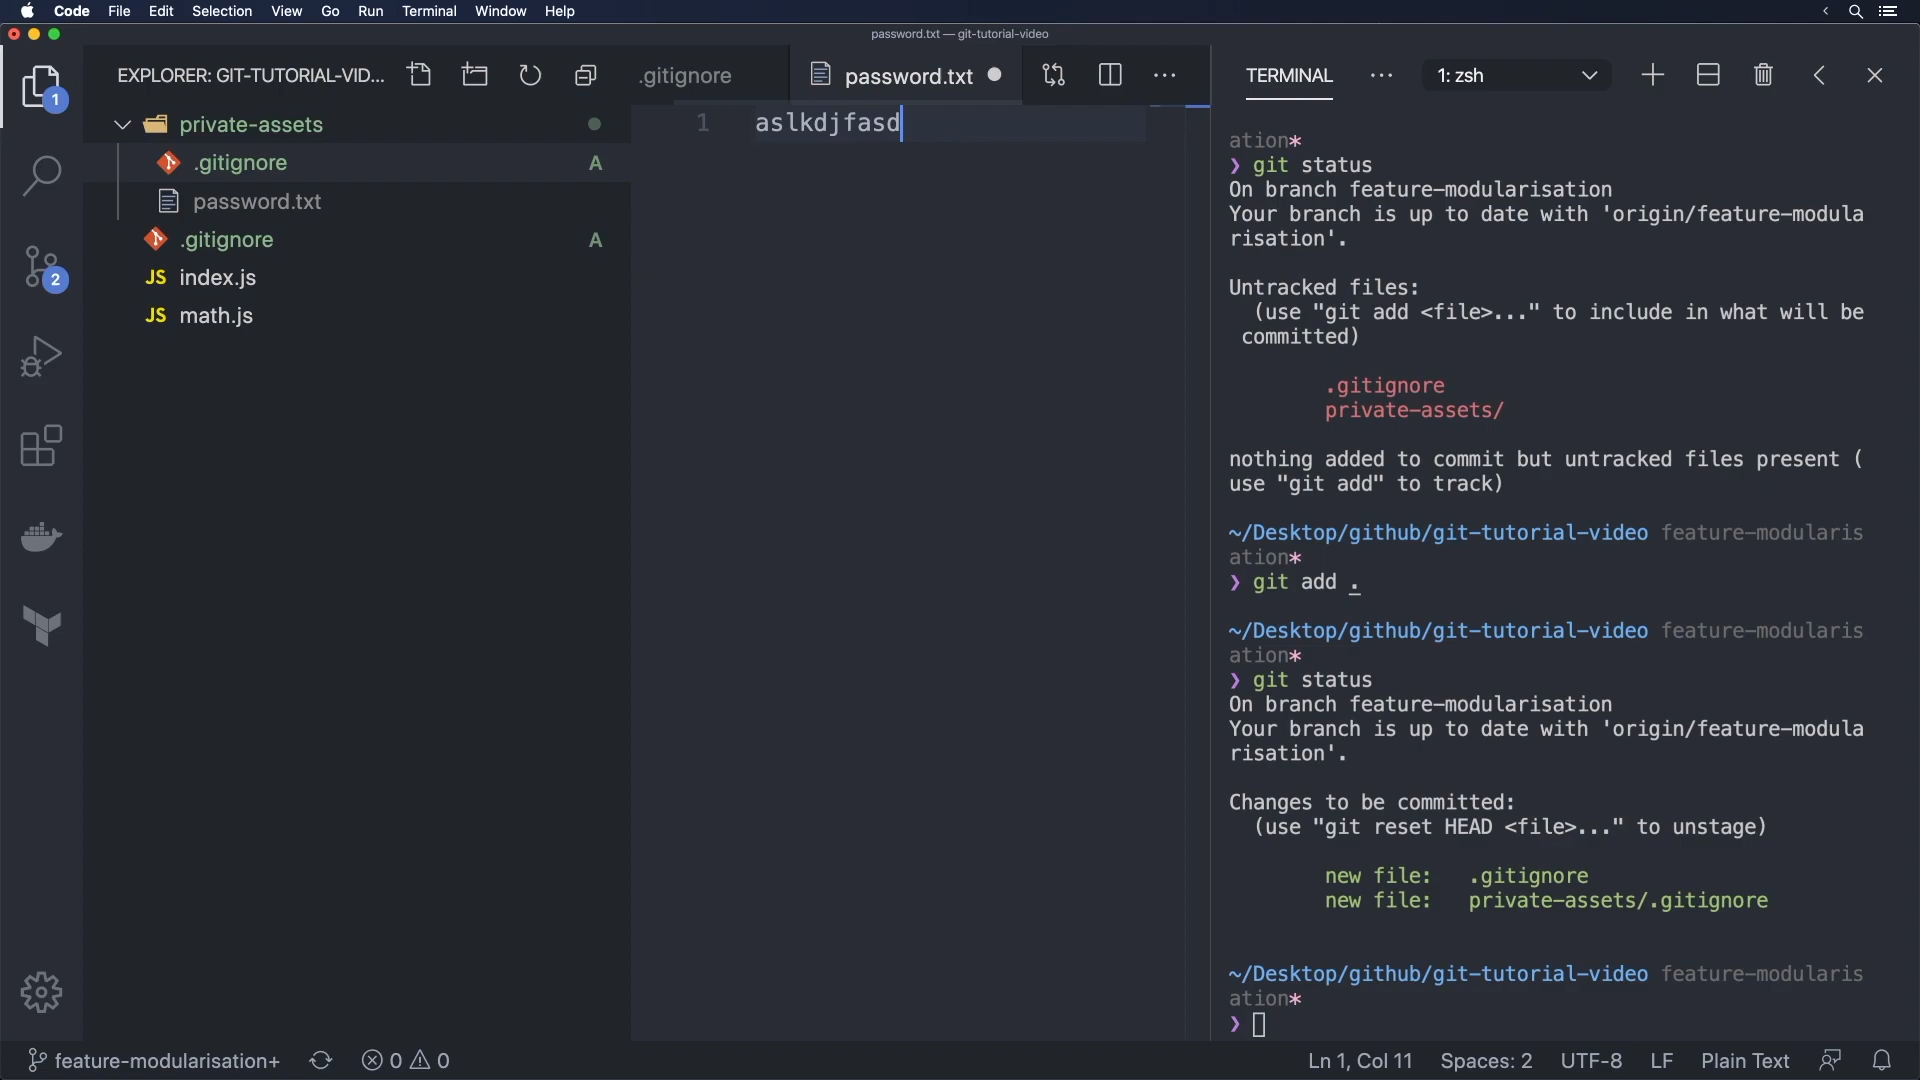 Code File Edit Selection View Go Run Terminal Window Help
password.txt — git-tutorial-video
1
EXPLORER: GIT-TUTORIAL-VID...
private-assets
.gitignore A
password.txt
.gitignore A
JS index.js
JS math.js
2
.gitignore
password.txt
1 aslkdjfasd
TERMINAL
1: zsh
ation*
❯ git status
On branch feature-modularisation
Your branch is up to date with 'origin/feature-modula
risation'.
Untracked files:
(use "git add <file>..." to include in what will be
committed)
.gitignore
private-assets/
nothing added to commit but untracked files present (
use "git add" to track)
~/Desktop/github/git-tutorial-video feature-modularis
ation*
❯ git add .
~/Desktop/github/git-tutorial-video feature-modularis
ation*
❯ git status
On branch feature-modularisation
Your branch is up to date with 'origin/feature-modula
risation'.
Changes to be committed:
(use "git reset HEAD <file>..." to unstage)
new file: .gitignore
new file: private-assets/.gitignore
~/Desktop/github/git-tutorial-video feature-modularis
ation*
❯
feature-modularisation+ 0 0
Ln 1, Col 11 Spaces: 2 UTF-8 LF Plain Text